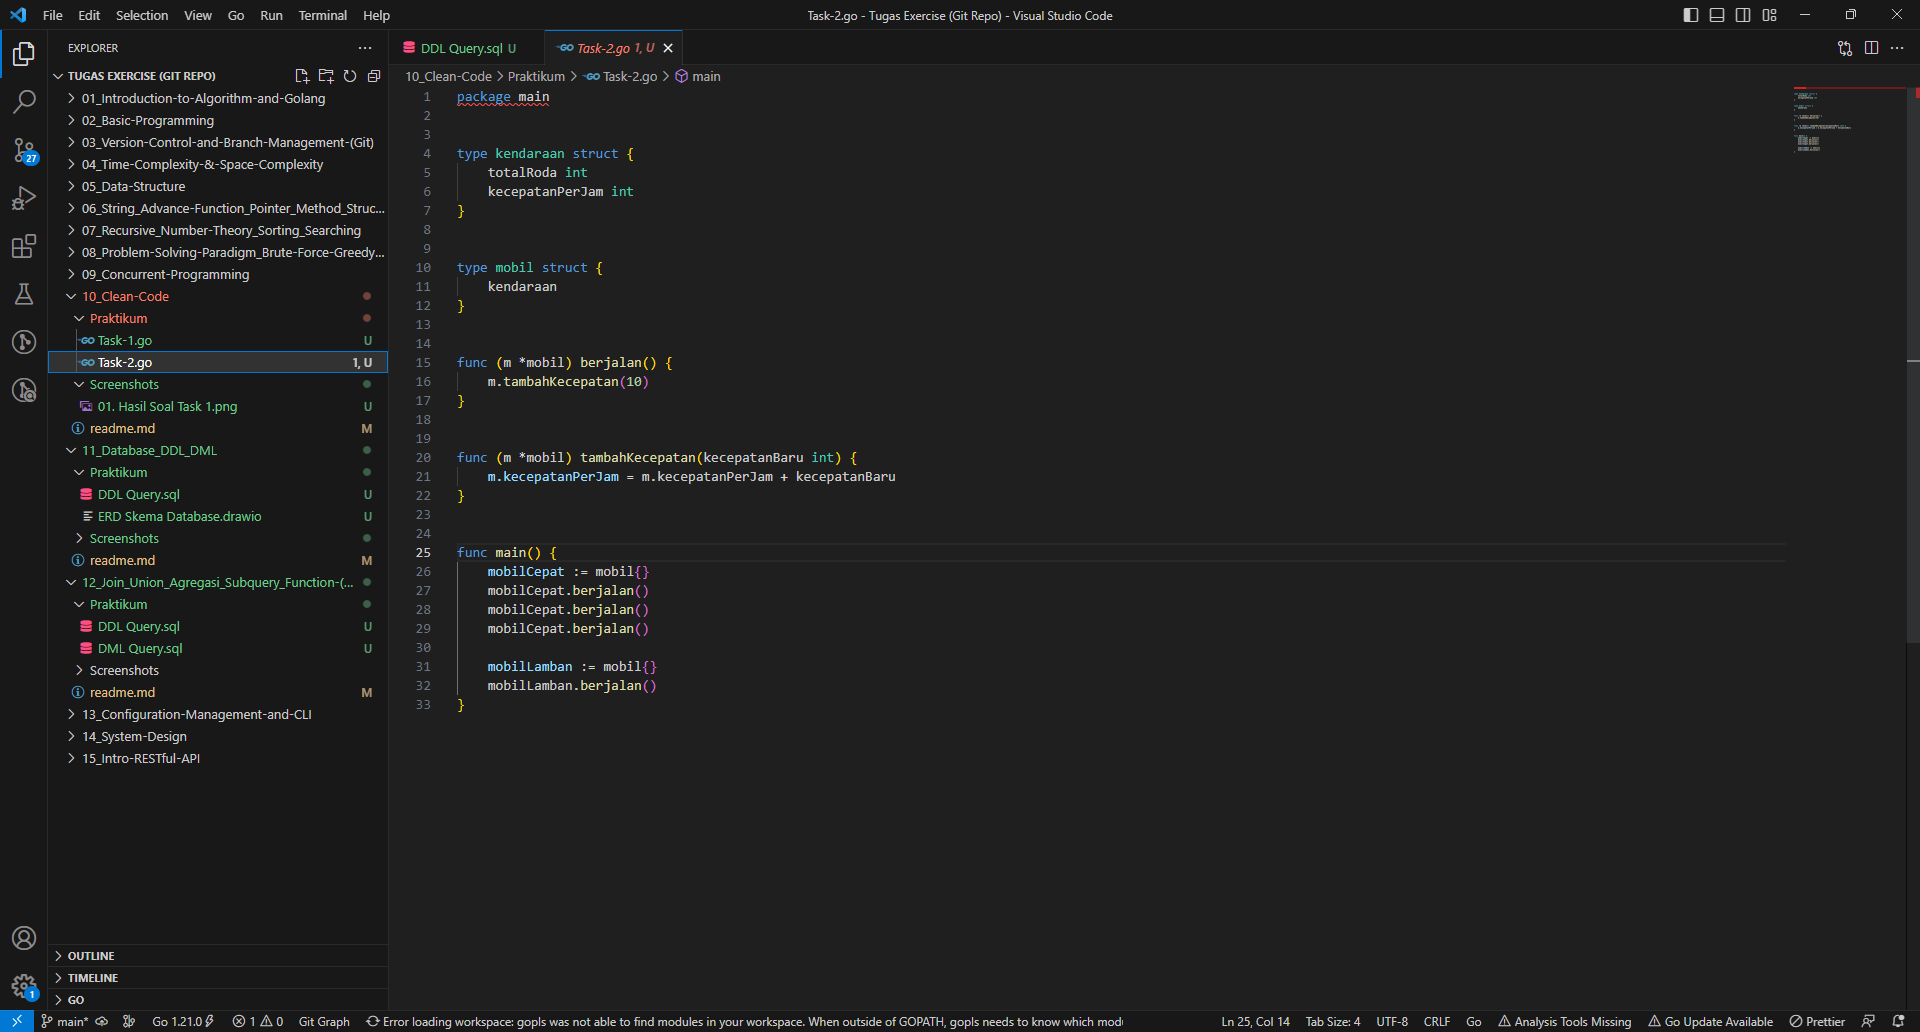 File Edit Selection View Go Run Terminal Help
Task-2.go - Tugas Exercise (Git Repo) - Visual Studio Code
EXPLORER
TUGAS EXERCISE (GIT REPO)
01_Introduction-to-Algorithm-and-Golang
02_Basic-Programming
03_Version-Control-and-Branch-Management-(Git)
04_Time-Complexity-&-Space-Complexity
05_Data-Structure
06_String_Advance-Function_Pointer_Method_Struc...
07_Recursive_Number-Theory_Sorting_Searching
08_Problem-Solving-Paradigm_Brute-Force-Greedy...
09_Concurrent-Programming
10_Clean-Code
Praktikum
Task-1.go U
Task-2.go 1, U
Screenshots
01. Hasil Soal Task 1.png U
readme.md M
11_Database_DDL_DML
Praktikum
DDL Query.sql U
ERD Skema Database.drawio U
Screenshots
readme.md M
12_Join_Union_Agregasi_Subquery_Function-(...
Praktikum
DDL Query.sql U
DML Query.sql U
Screenshots
readme.md M
13_Configuration-Management-and-CLI
14_System-Design
15_Intro-RESTful-API
OUTLINE
TIMELINE
GO
27
1
DDL Query.sql U
Task-2.go 1, U
10_Clean-Code > Praktikum > Task-2.go > main
1 package main
2
3
4 type kendaraan struct {
5 totalRoda int
6 kecepatanPerJam int
7 }
8
9
10 type mobil struct {
11 kendaraan
12 }
13
14
15 func (m *mobil) berjalan() {
16 m.tambahKecepatan(10)
17 }
18
19
20 func (m *mobil) tambahKecepatan(kecepatanBaru int) {
21 m.kecepatanPerJam = m.kecepatanPerJam + kecepatanBaru
22 }
23
24
25 func main() {
26 mobilCepat := mobil{}
27 mobilCepat.berjalan()
28 mobilCepat.berjalan()
29 mobilCepat.berjalan()
30
31 mobilLamban := mobil{}
32 mobilLamban.berjalan()
33 }
main* Go 1.21.0 1 0 Git Graph Error loading workspace: gopls was not able to find modules in your workspace. When outside of GOPATH, gopls needs to know which modu
Ln 25, Col 14 Tab Size: 4 UTF-8 CRLF Go Analysis Tools Missing Go Update Available Prettier